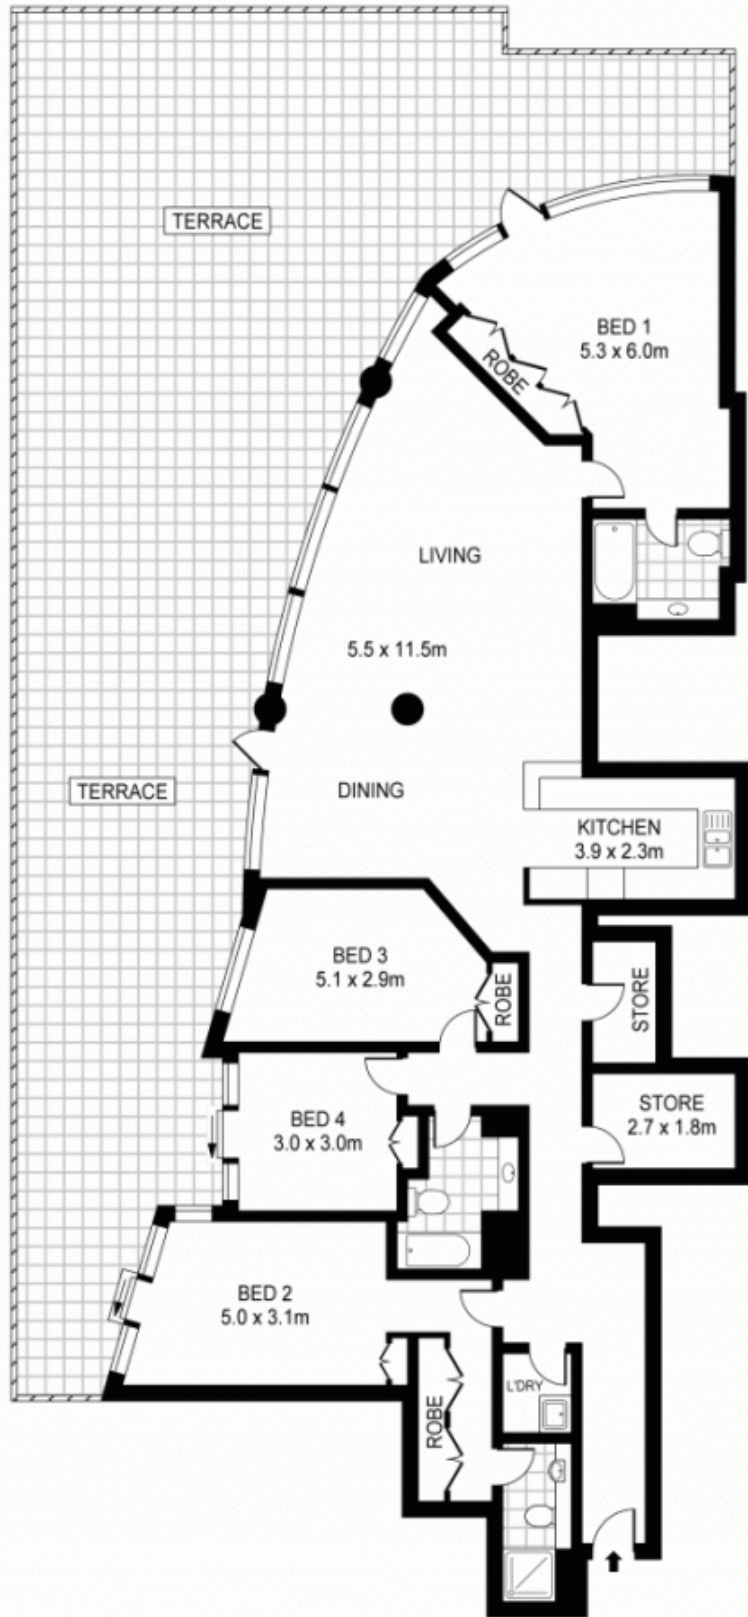 TERRACE
BED 1
5.3 x 6.0m
ROBE
LIVING
5.5 x 11.5m
TERRACE
DINING
KITCHEN
3.9 x 2.3m
BED 3
5.1 x 2.9m
ROBE
STORE
BED 4
3.0 x 3.0m
STORE
2.7 x 1.8m
BED 2
5.0 x 3.1m
L'DRY
ROBE